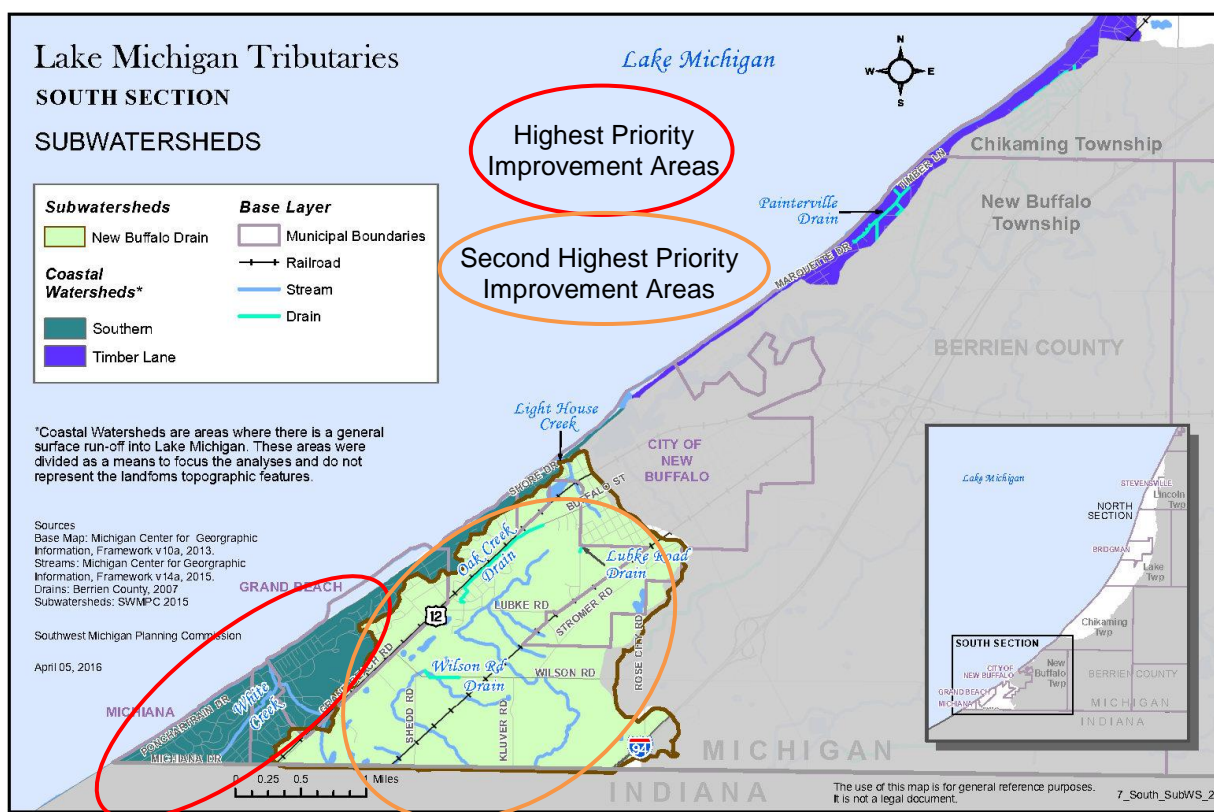 Lake Michigan Tributaries
SOUTH SECTION
SUBWATERSHEDS
Subwatersheds
New Buffalo Drain
Coastal
Watersheds*
Southern
Timber Lane
Base Layer
Municipal Boundaries
Railroad
Stream
Drain
*Coastal Watersheds are areas where there is a general
surface run-off into Lake Michigan. These areas were
divided as a means to focus the analyses and do not
represent the landfoms topographic features.
Sources
Base Map: Michigan Center for Geographic
Information, Framework v10a, 2013.
Streams: Michigan Center for Geographic
Information, Framework v14a, 2015.
Drains: Berrien County, 2007
Subwatersheds: SWMPC 2015
Southwest Michigan Planning Commission
April 05, 2016
Lake Michigan
N
W E
S
Highest Priority
Improvement Areas
Second Highest Priority
Improvement Areas
Chikaming Township
New Buffalo
Township
TIMBER LN
Painterville
Drain
MARQUETTE DR
BERRIEN COUNTY
Light House
Creek
CITY OF
NEW
BUFFALO
SHORE DR
BUFFALO ST
Oak Creek
Drain
Lubke Road
Drain
GRAND BEACH
12
LUBKE RD
STROMER RD
GRAND BEACH RD
Wilson Rd
Drain
WILSON RD
ROSE CITY RD
SHEDD RD
KLUVER RD
MICHIANA
PONCHARTRAIN DR
White
Creek
MICHIANA DR
94
0 0.25 0.5 1 Miles
MICHIGAN
INDIANA
Lake Michigan
STEVENSVILLE
Lincoln
Twp
NORTH
SECTION
BRIDGMAN
Lake
Twp
Chikaming
Twp
SOUTH SECTION
CITY OF
NEW BUFFALO
New
Buffalo
Twp
BERRIEN COUNTY
GRAND BEACH
MICHIANA
MICHIGAN
INDIANA
The use of this map is for general reference purposes.
It is not a legal document.
7_South_SubWS_2